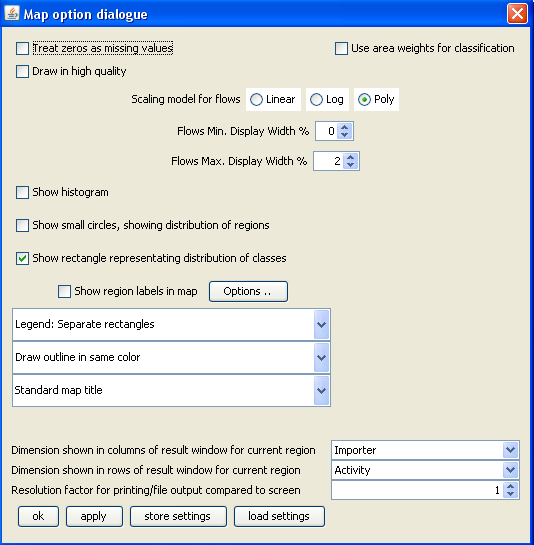 Map option dialogue
Treat zeros as missing values Use area weights for classification
Draw in high quality
Scaling model for flows Linear Log Poly
Flows Min. Display Width % 0
Flows Max. Display Width % 2
Show histogram
Show small circles, showing distribution of regions
Show rectangle representating distribution of classes
Show region labels in map Options ..
Legend: Separate rectangles
Draw outline in same color
Standard map title
Dimension shown in columns of result window for current region Importer
Dimension shown in rows of result window for current region Activity
Resolution factor for printing/file output compared to screen 1
ok apply store settings load settings